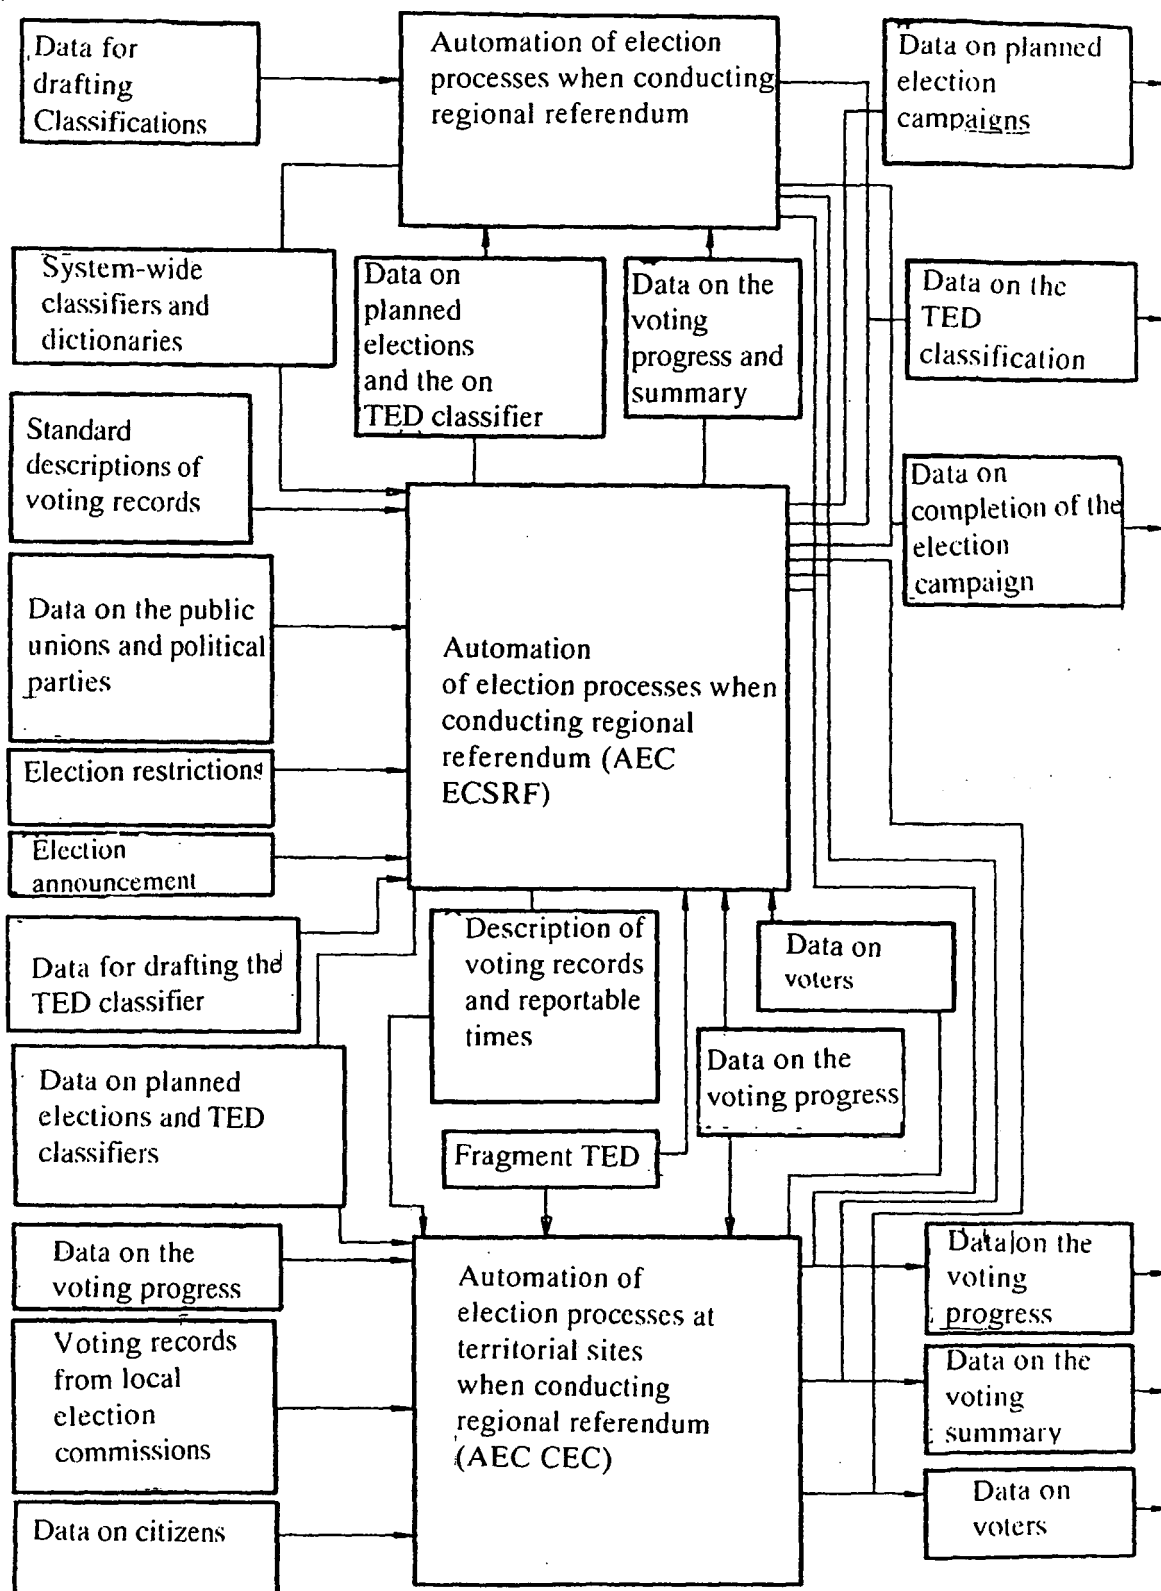 Data for
drafting
Classifications
Automation of election
processes when conducting
regional referendum
Data on planned
election
campaigns
System-wide
classifiers and
dictionaries
Data on
planned
elections
and the on
TED classifier
Data on the
voting
progress and
summary
Data on the
TED
classification
Standard
descriptions of
voting records
Data on
completion of the
election
campaign
Data on the public
unions and political
parties
Automation
of election processes when
conducting regional
referendum (AEC
ECSRF)
Election restrictions
Election
announcement
Data for drafting the
TED classifier
Description of
voting records
and reportable
times
Data on
voters
Data on the
voting progress
Data on planned
elections and TED
classifiers
Fragment TED
Data on the
voting progress
Automation of
election processes at
territorial sites
when conducting
regional referendum
(AEC CEC)
Data on the
voting
progress
Voting records
from local
election
commissions
Data on the
voting
summary
Data on citizens
Data on
voters